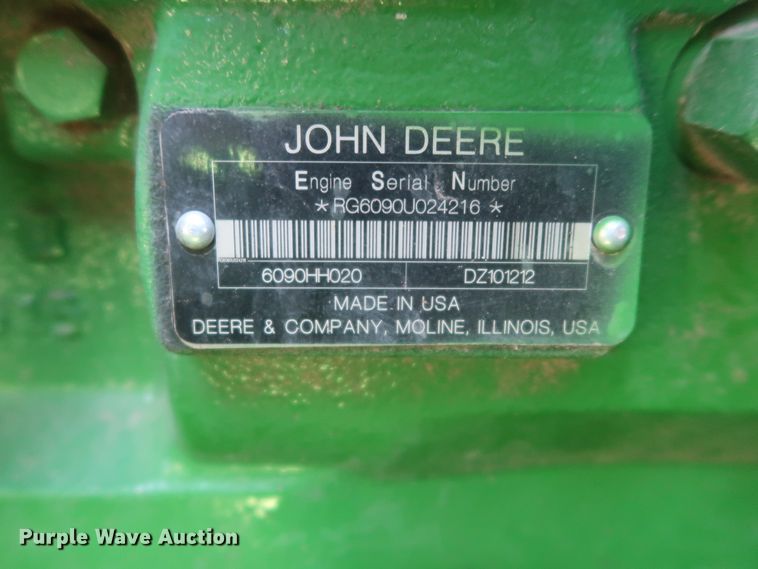 JOHN DEERE
Engine Serial Number
*RG6090U024216*
6090HH020 DZ101212
MADE IN USA
DEERE & COMPANY, MOLINE, ILLINOIS, USA
Purple Wave Auction